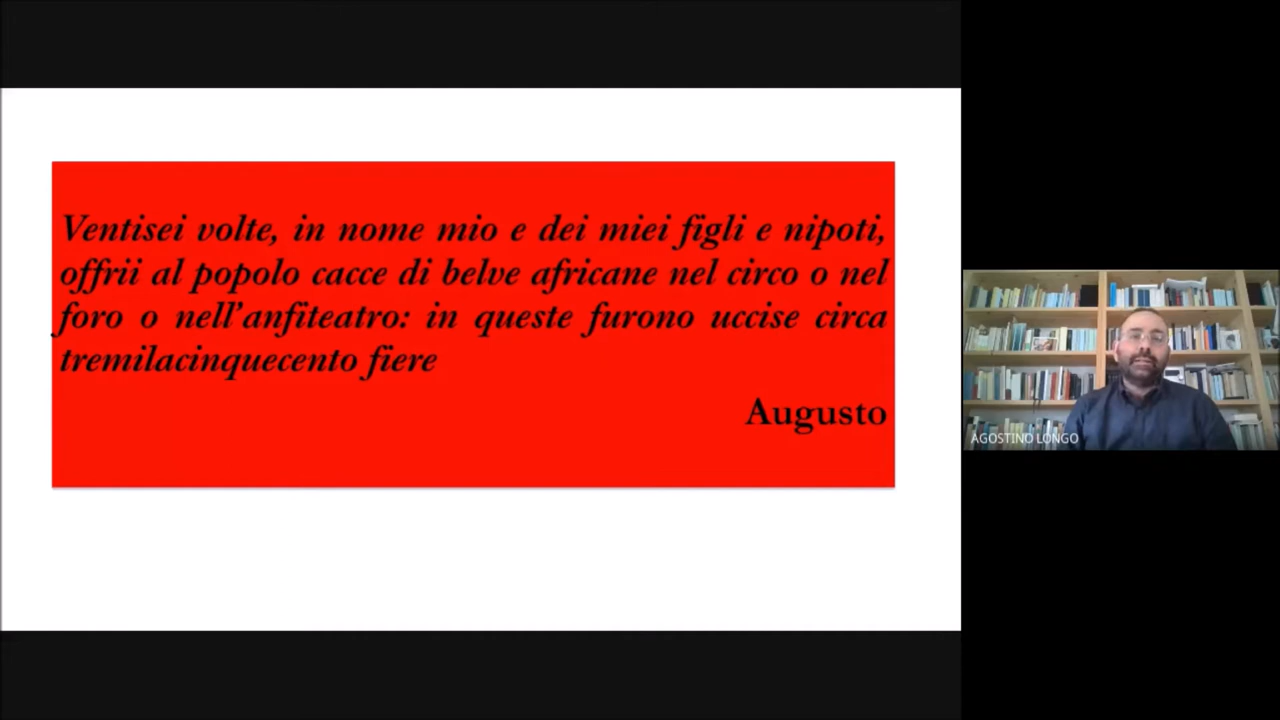 Ventisei volte, in nome mio e dei miei figli e nipoti,
offrii al popolo cacce di belve africane nel circo o nel
foro o nell'anfiteatro: in queste furono uccise circa
tremilacinquecento fiere
Augusto
AGOSTINO LONGO